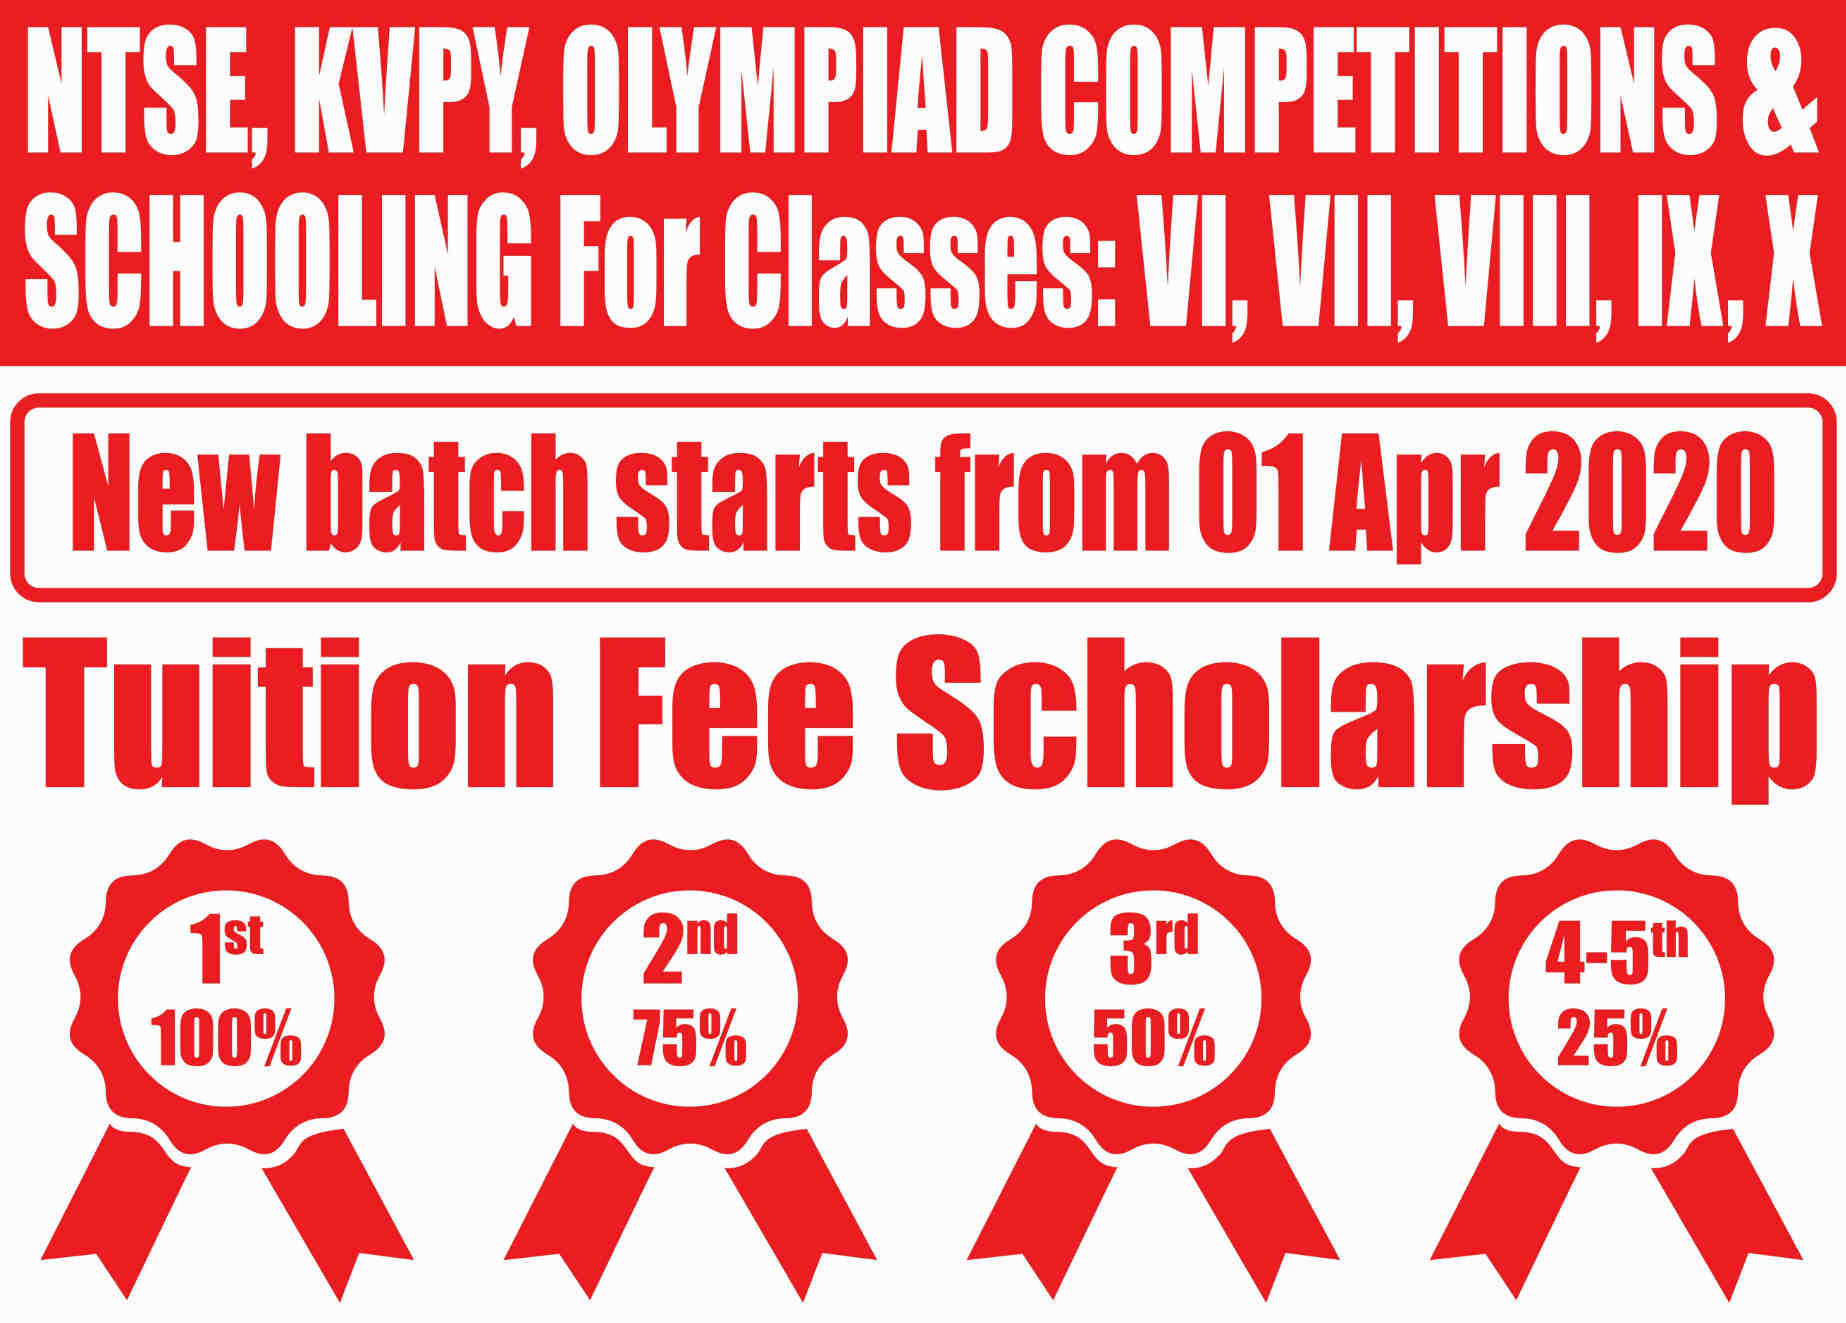 NTSE, KVPY, OLYMPIAD COMPETITIONS &
SCHOOLING For Classes: VI, VII, VIII, IX, X
New batch starts from 01 Apr 2020
Tuition Fee Scholarship
1st
100%
2nd
75%
3rd
50%
4-5th
25%